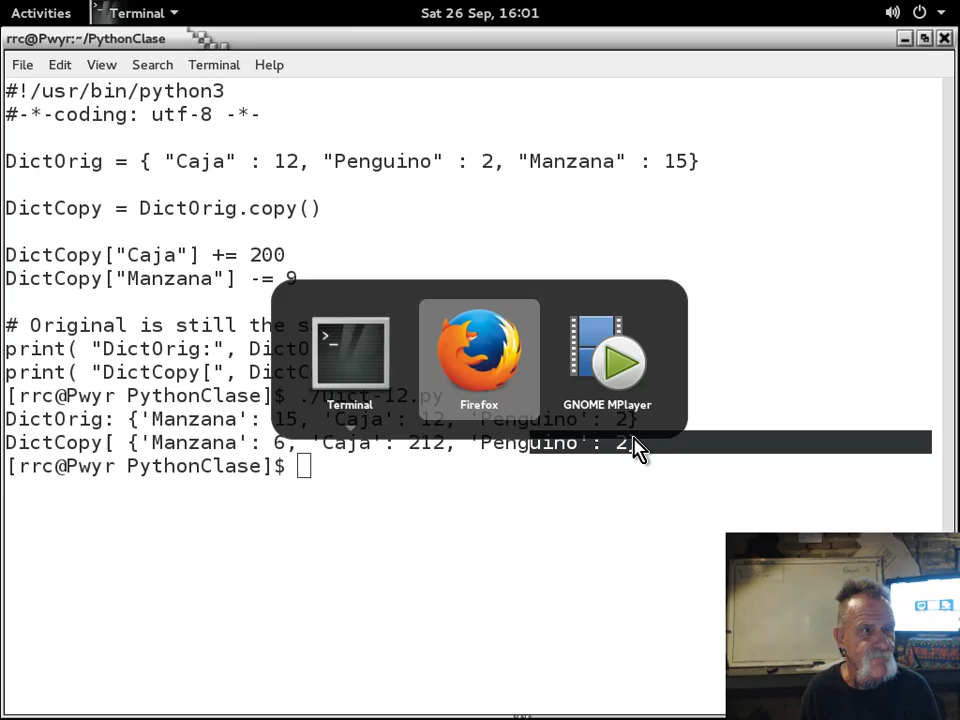 Activities Terminal Sat 26 Sep, 16:01
rrc@Pwyr:~/PythonClase
File Edit View Search Terminal Help
#!/usr/bin/python3
#-*-coding: utf-8 -*-
DictOrig = { "Caja" : 12, "Penguino" : 2, "Manzana" : 15}
DictCopy = DictOrig.copy()
DictCopy["Caja"] += 200
DictCopy["Manzana"] -= 9
# Original is still the s
print( "DictOrig:", DictO
print( "DictCopy[", DictC
[rrc@Pwyr PythonClase]$ ./Dict-12.py
DictOrig: {'Manzana': 15, 'Caja': 12, 'Penguino': 2}
DictCopy[ {'Manzana': 6, 'Caja': 212, 'Penguino': 2}
[rrc@Pwyr PythonClase]$
Terminal Firefox GNOME MPlayer